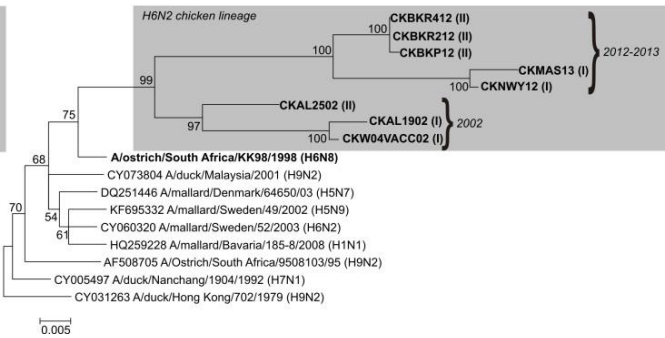 H6N2 chicken lineage
CKBKR412 (II)
100
CKBKR212 (II)
100
CKBKP12 (II)
2012-2013
CKMAS13 (I)
99
100
CKNWY12 (I)
CKAL2502 (II)
75
97
CKAL1902 (I)
2002
100
CKW04VACC02 (I)
A/ostrich/South Africa/KK98/1998 (H6N8)
68
CY073804 A/duck/Malaysia/2001 (H9N2)
DQ251446 A/mallard/Denmark/64650/03 (H5N7)
70
KF695332 A/mallard/Sweden/49/2002 (H5N9)
54
CY060320 A/mallard/Sweden/52/2003 (H6N2)
61
HQ259228 A/mallard/Bavaria/185-8/2008 (H1N1)
AF508705 A/Ostrich/South Africa/9508103/95 (H9N2)
CY005497 A/duck/Nanchang/1904/1992 (H7N1)
CY031263 A/duck/Hong Kong/702/1979 (H9N2)
0.005